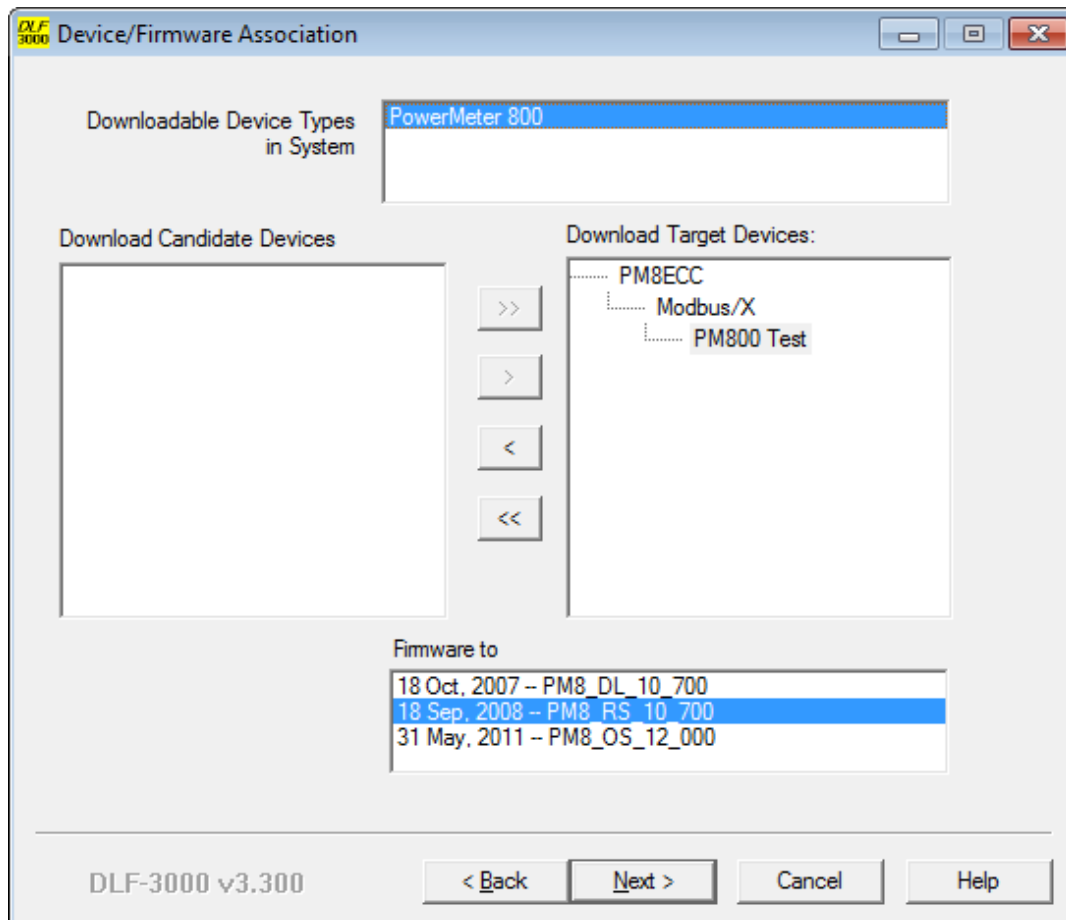 DLF 3000 Device/Firmware Association
Downloadable Device Types
in System
PowerMeter 800
Download Candidate Devices
Download Target Devices:
PM8ECC
Modbus/X
PM800 Test
>>
>
<
<<
Firmware to
18 Oct, 2007 -- PM8_DL_10_700
18 Sep, 2008 -- PM8_RS_10_700
31 May, 2011 -- PM8_OS_12_000
DLF-3000 v3.300
< Back
Next >
Cancel
Help